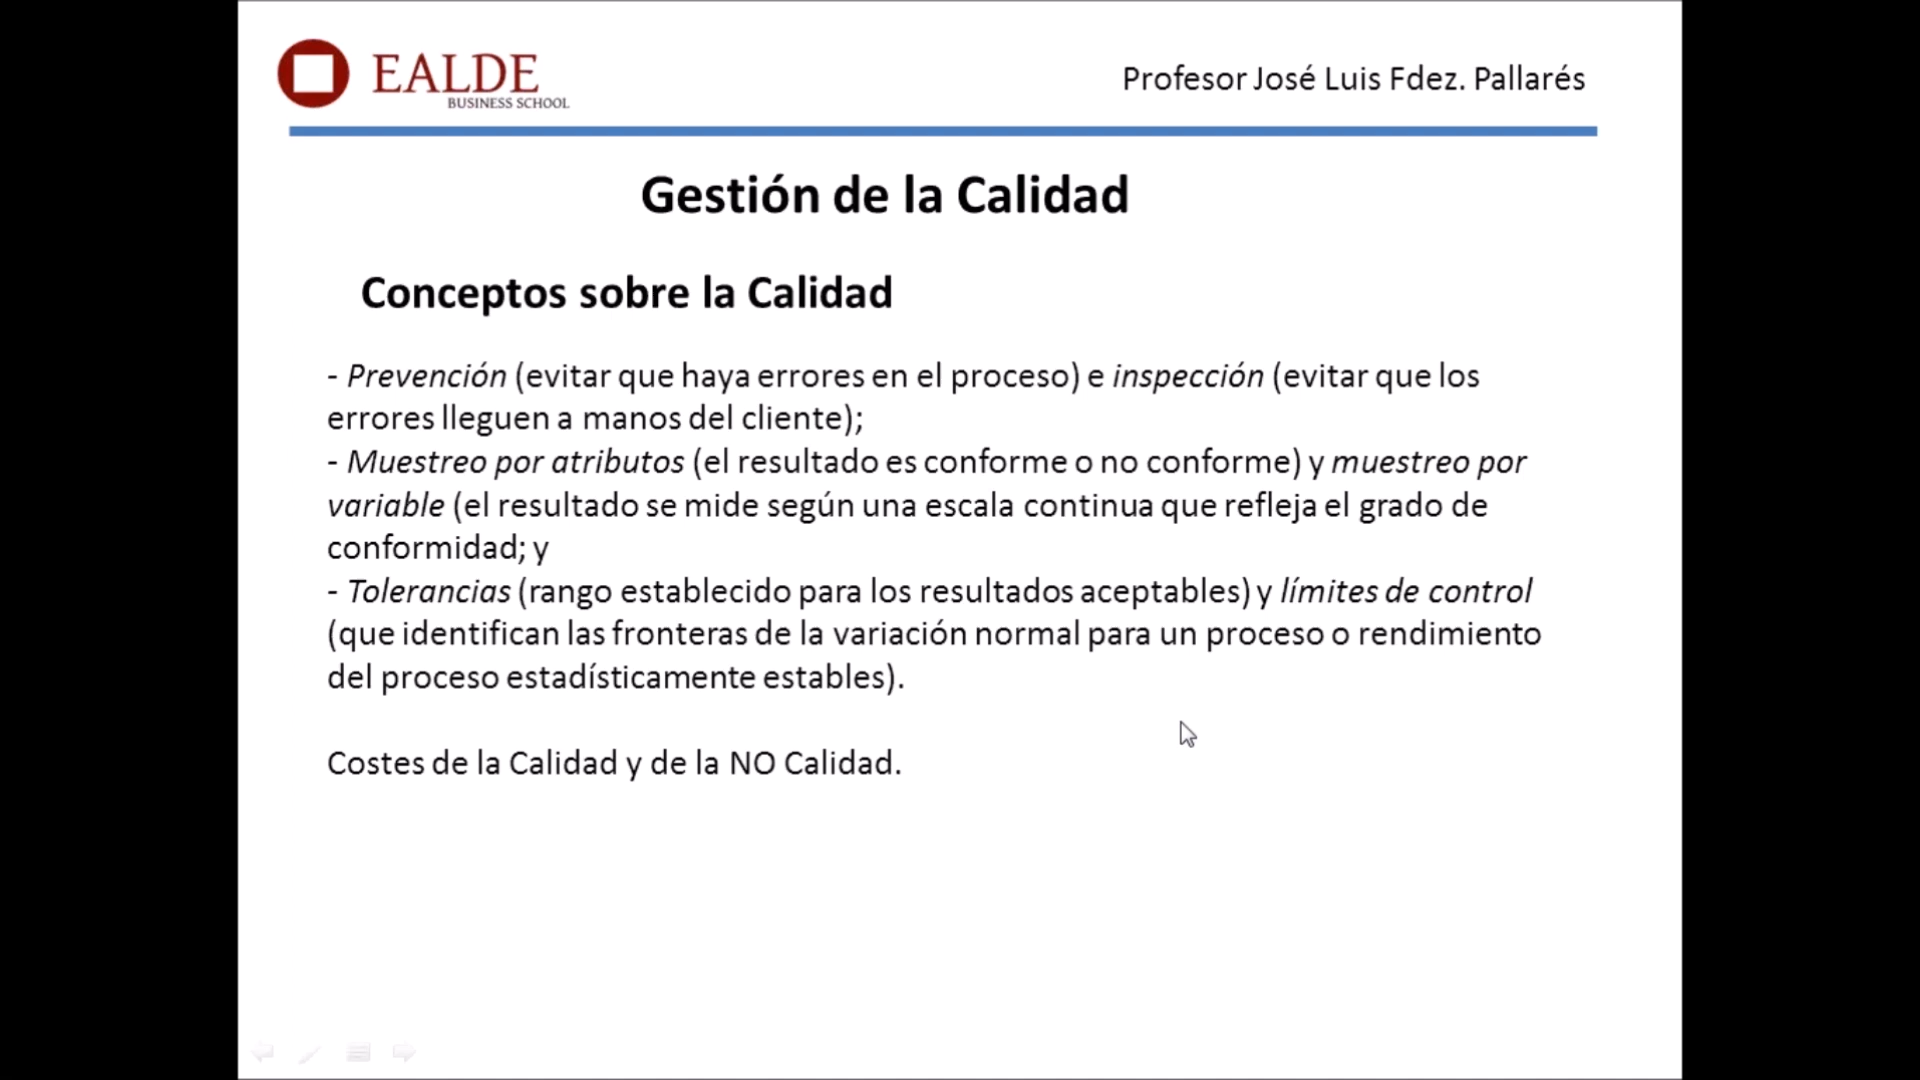 EALDE
BUSINESS SCHOOL
Profesor José Luis Fdez. Pallarés
Gestión de la Calidad
Conceptos sobre la Calidad
- Prevención (evitar que haya errores en el proceso) e inspección (evitar que los
errores lleguen a manos del cliente);
- Muestreo por atributos (el resultado es conforme o no conforme) y muestreo por
variable (el resultado se mide según una escala continua que refleja el grado de
conformidad; y
- Tolerancias (rango establecido para los resultados aceptables) y límites de control
(que identifican las fronteras de la variación normal para un proceso o rendimiento
del proceso estadísticamente estables).
Costes de la Calidad y de la NO Calidad.